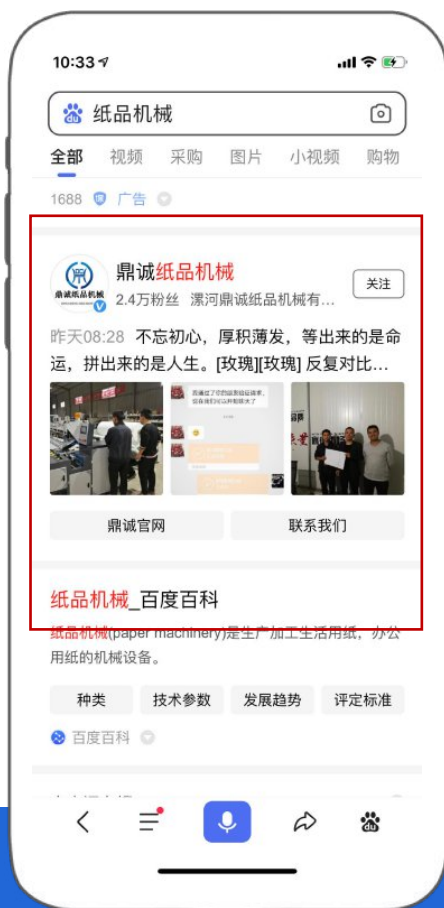 10:33
纸品机械
全部 视频 采购 图片 小视频 购物
1688 广告
鼎诚纸品机械
鼎诚纸品机械
关注
2.4万粉丝 漯河鼎诚纸品机械有...
昨天08:28 不忘初心，厚积薄发，等出来的是命
运，拼出来的是人生。[玫瑰][玫瑰] 反复对比...
鼎诚官网
联系我们
纸品机械_百度百科
纸品机械(paper machinery)是生产加工生活用纸，办公
用纸的机械设备。
种类 技术参数 发展趋势 评定标准
百度百科
du